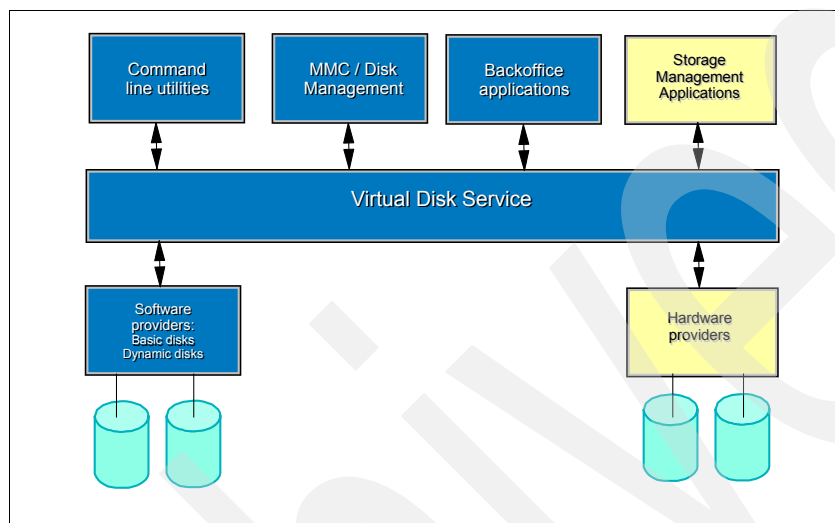 Command
line utilities
MMC / Disk
Management
Backoffice
applications
Storage
Management
Applications
Virtual Disk Service
Software
providers:
Basic disks
Dynamic disks
Hardware
providers